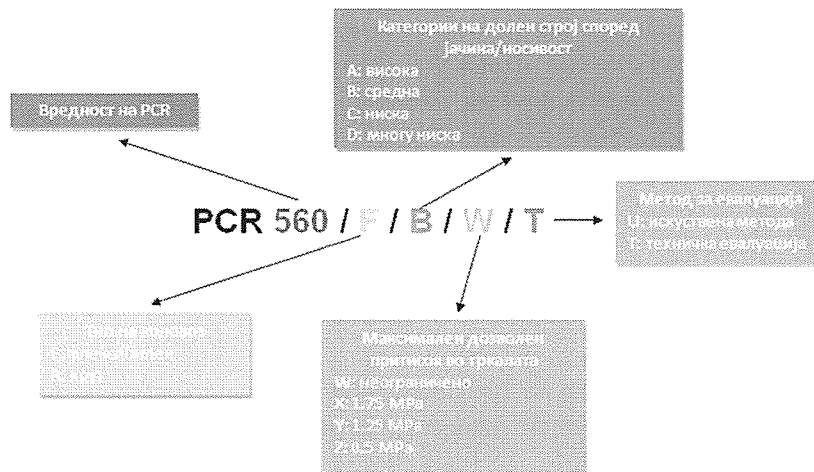 Категории на долен строј според
јачина/носивост
A: висока
B: средна
C: ниска
D: многу ниска
Вредност на PCR
PCR 560 / F / B / W / T
Метод за евалуација
U: искуствена метода
T: техничка евалуација
Максимален дозволен
притисок во тркалата
W: неограничено
X: 1.75 MPa
Y: 1.25 MPa
Z: 0.5 MPa